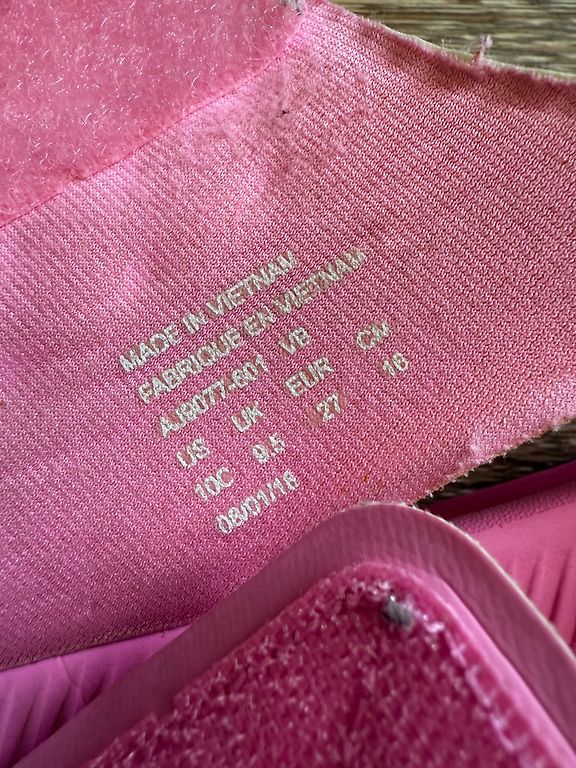 MADE IN VIETNAM
FABRIQUE EN VIETNAM
AJ9077-601 VB
US UK EUR CM
10C 9.5 27 16
08/01/18